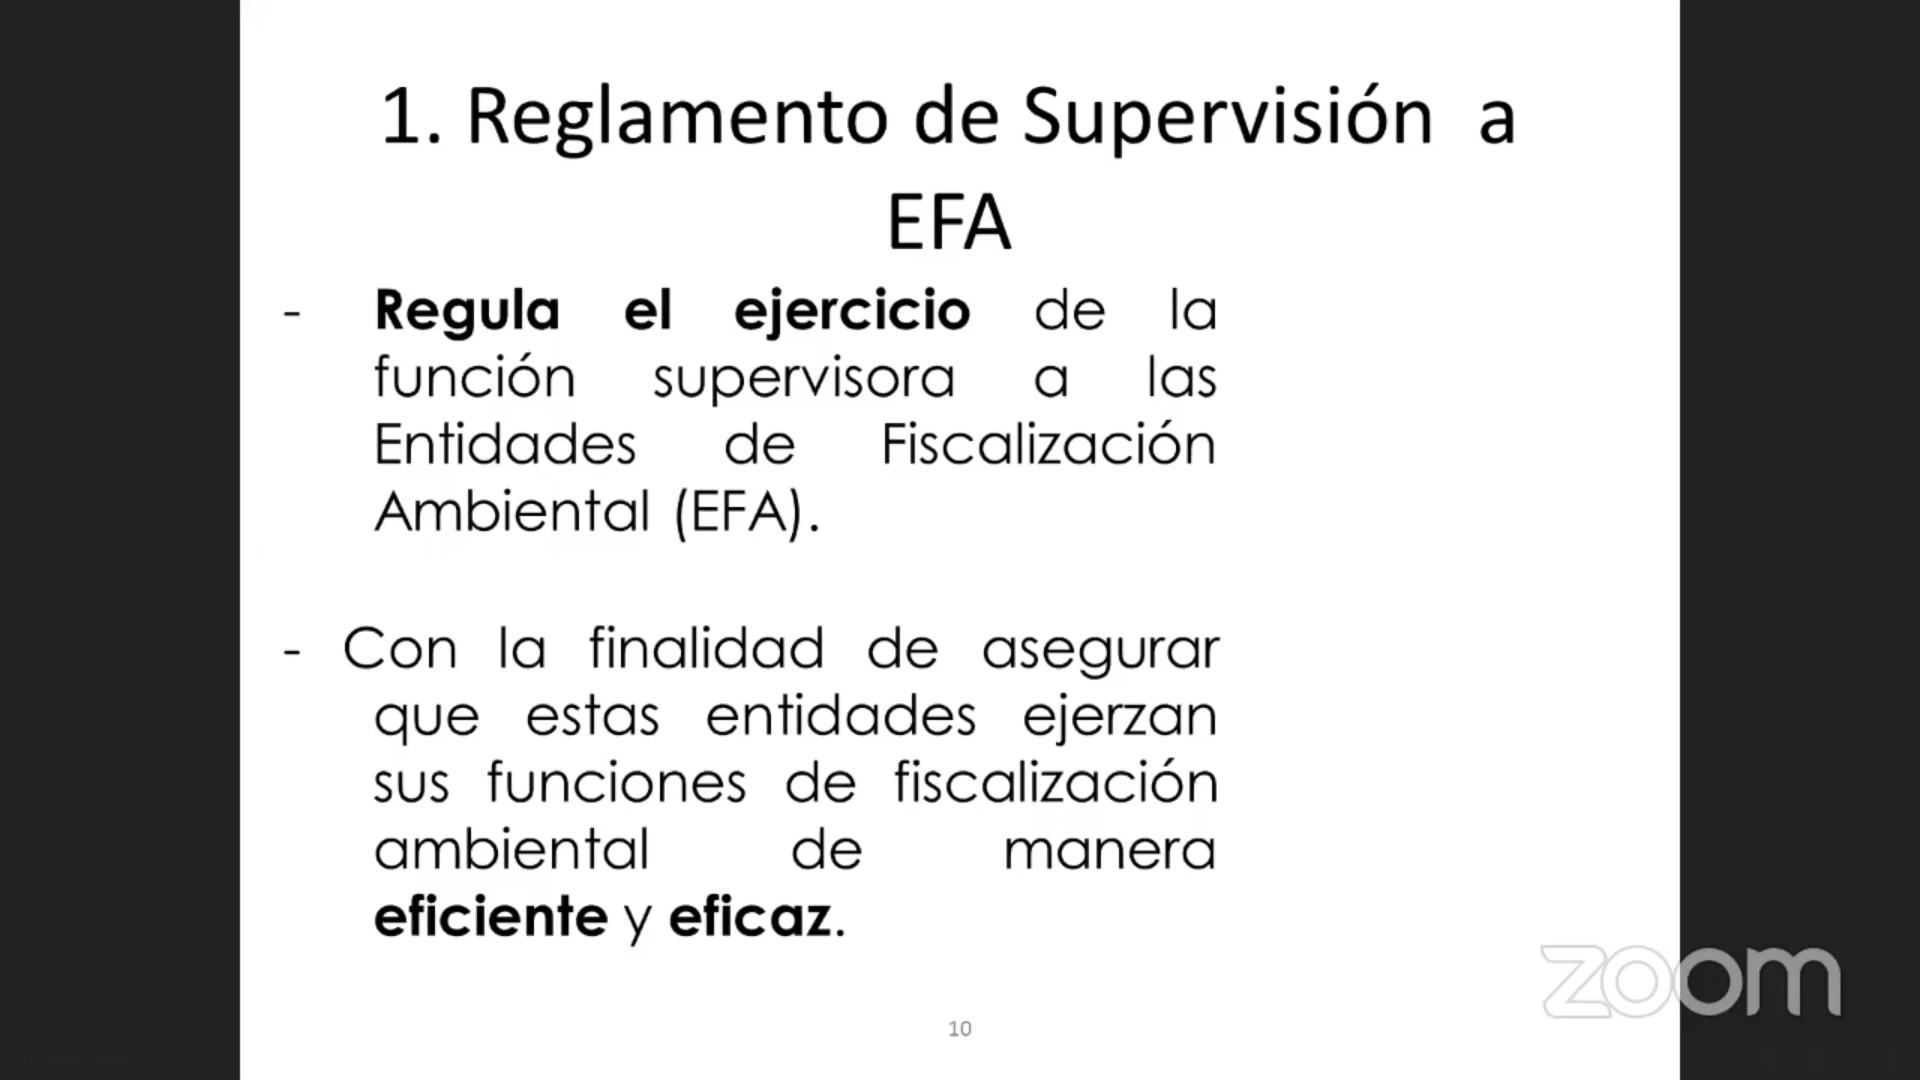 1. Reglamento de Supervisión a
EFA
- Regula el ejercicio de la
función supervisora a las
Entidades de Fiscalización
Ambiental (EFA).
- Con la finalidad de asegurar
que estas entidades ejerzan
sus funciones de fiscalización
ambiental de manera
eficiente y eficaz.
zoom
10